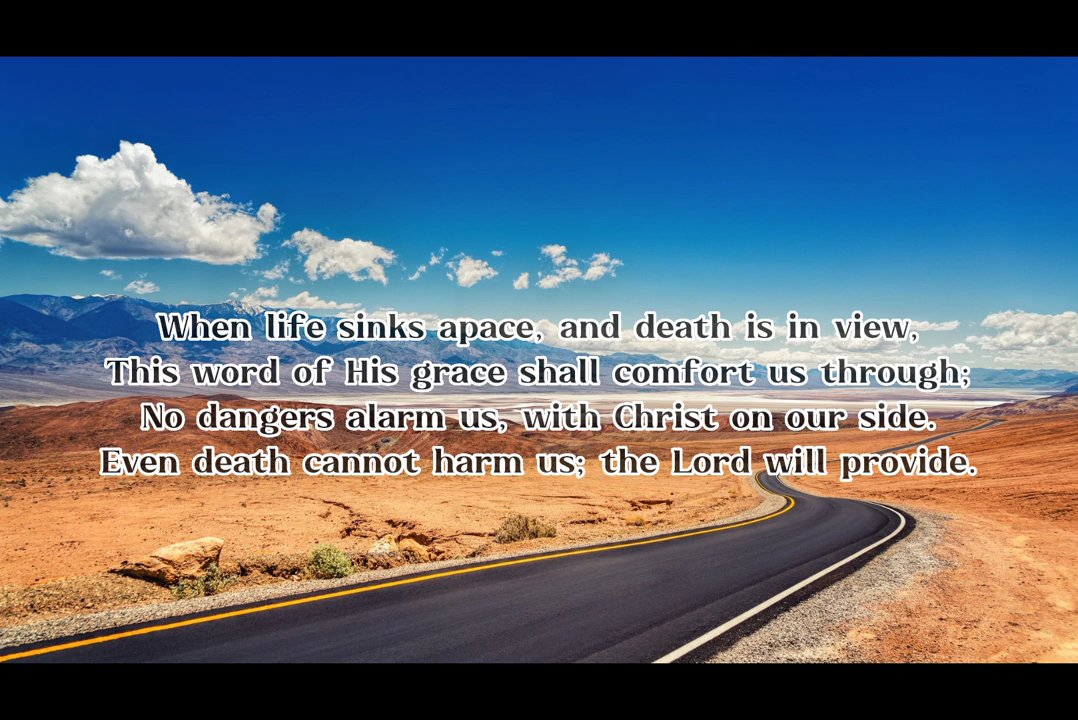 When life sinks apace, and death is in view,
This word of His grace shall comfort us through;
No dangers alarm us, with Christ on our side.
Even death cannot harm us; the Lord will provide.